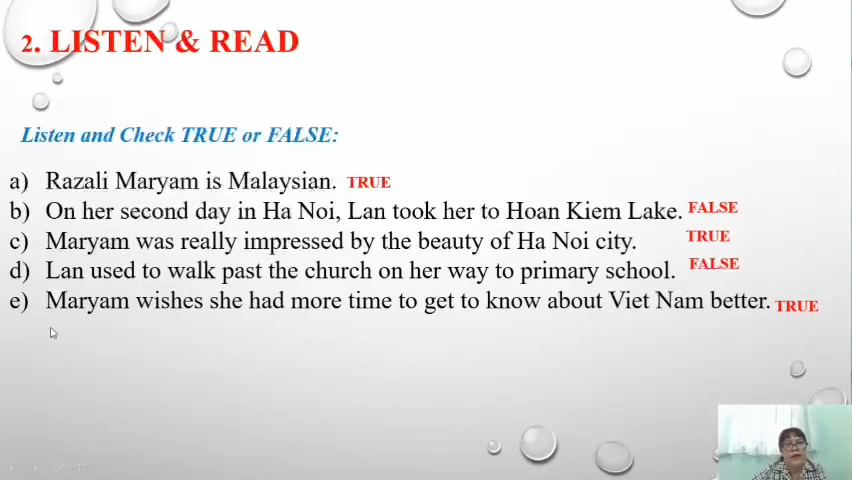 2. LISTEN & READ
Listen and Check TRUE or FALSE:
a) Razali Maryam is Malaysian. TRUE
b) On her second day in Ha Noi, Lan took her to Hoan Kiem Lake. FALSE
c) Maryam was really impressed by the beauty of Ha Noi city. TRUE
d) Lan used to walk past the church on her way to primary school. FALSE
e) Maryam wishes she had more time to get to know about Viet Nam better. TRUE